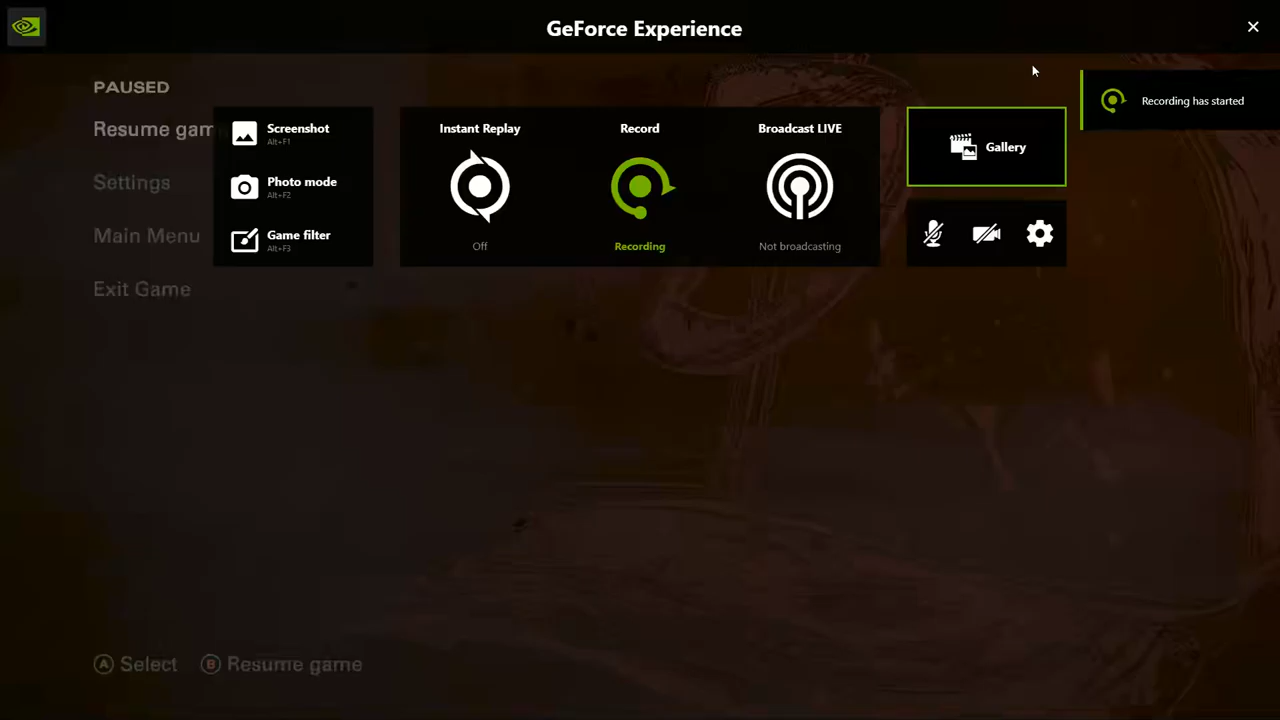 GeForce Experience
PAUSED
Resume gam
Settings
Main Menu
Exit Game
Screenshot
Alt+F1
Photo mode
Alt+F2
Game filter
Alt+F3
Instant Replay
Off
Record
Recording
Broadcast LIVE
Not broadcasting
Gallery
Recording has started
A Select
B Resume game